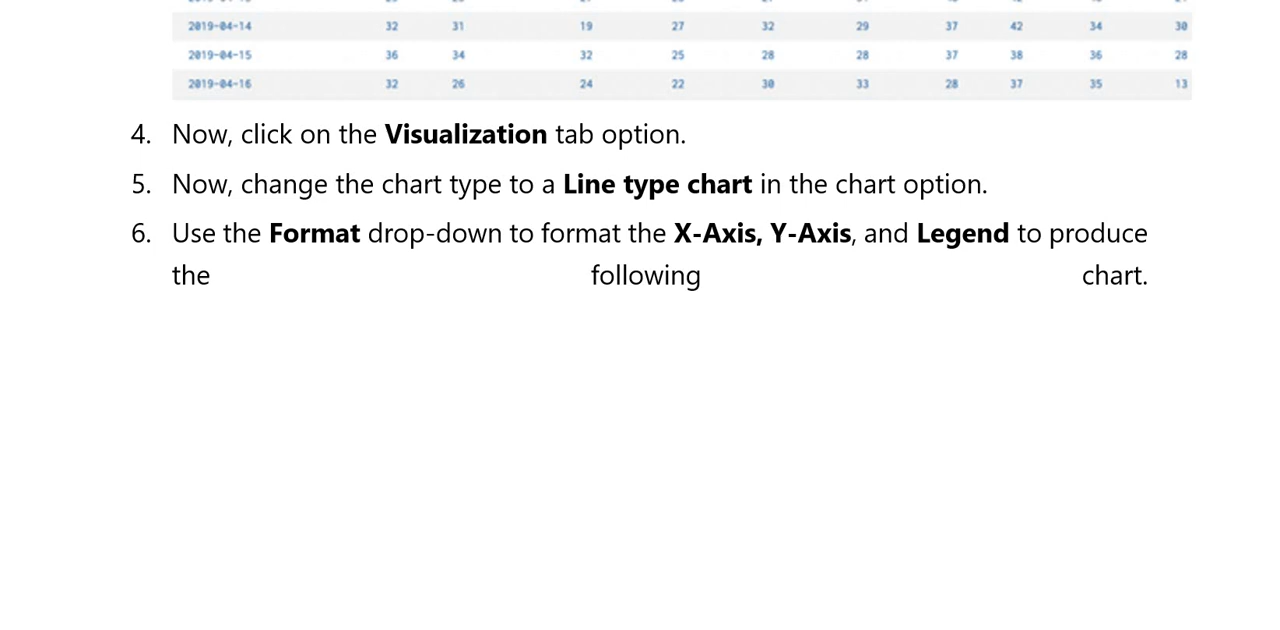 2019-04-14 32 31 19 27 32 29 37 42 34 30
2019-04-15 36 34 32 25 28 28 37 38 36 28
2019-04-16 32 26 24 22 30 33 28 37 35 13
4. Now, click on the Visualization tab option.
5. Now, change the chart type to a Line type chart in the chart option.
6. Use the Format drop-down to format the X-Axis, Y-Axis, and Legend to produce
the following chart.